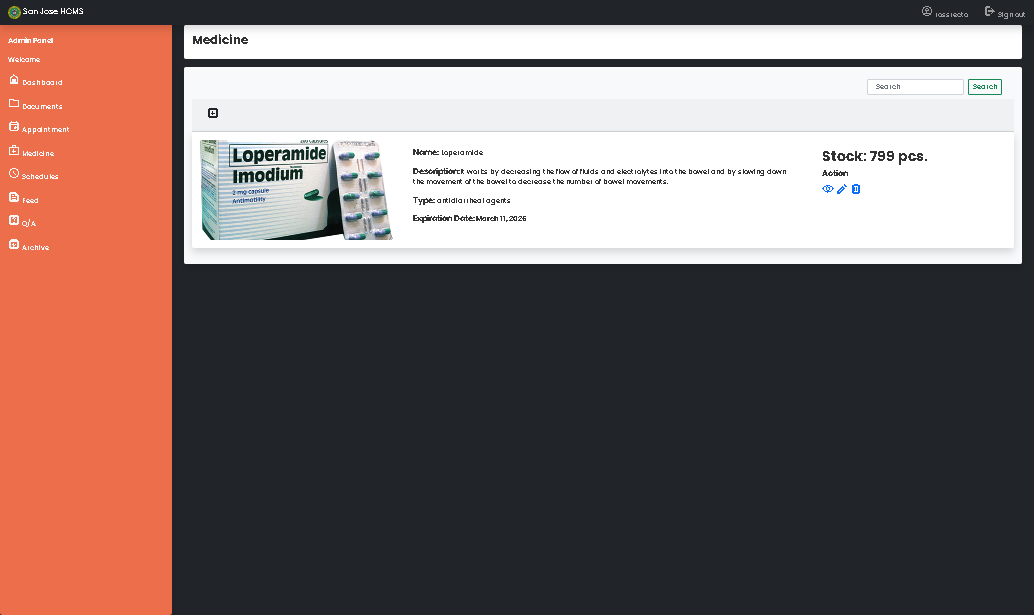 San Jose HCMS
iassiecta
Sign out
Admin Panel
Welcome
Dashboard
Documents
Appointment
Medicine
Schedules
Feed
Q/A
Archive
Medicine
Search
Search
Loperamide
Imodium
2 mg capsule
Antimotility
Name: Loperamide
Description:It works by decreasing the flow of fluids and electrolytes into the bowel and by slowing down
the movement of the bowel to decrease the number of bowel movements.
Type: antidiarrheal agents
Expiration Date: March 11, 2026
Stock: 799 pcs.
Action